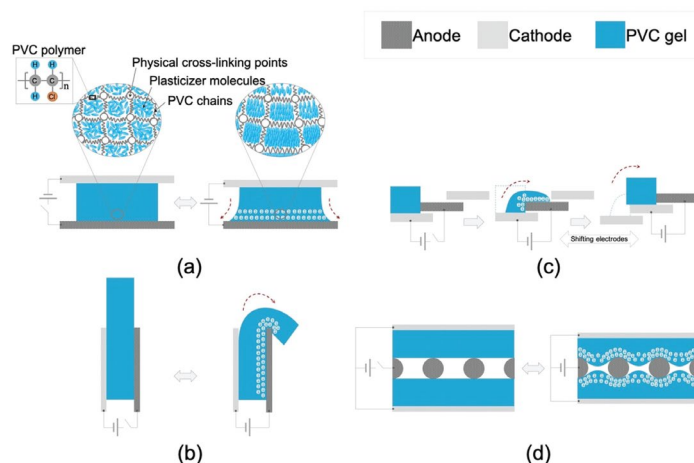 PVC polymer
H H
C C
n
H Cl
Physical cross-linking points
Plasticizer molecules
PVC chains
(a)
Anode
Cathode
PVC gel
Shifting electrodes
(c)
(b)
(d)